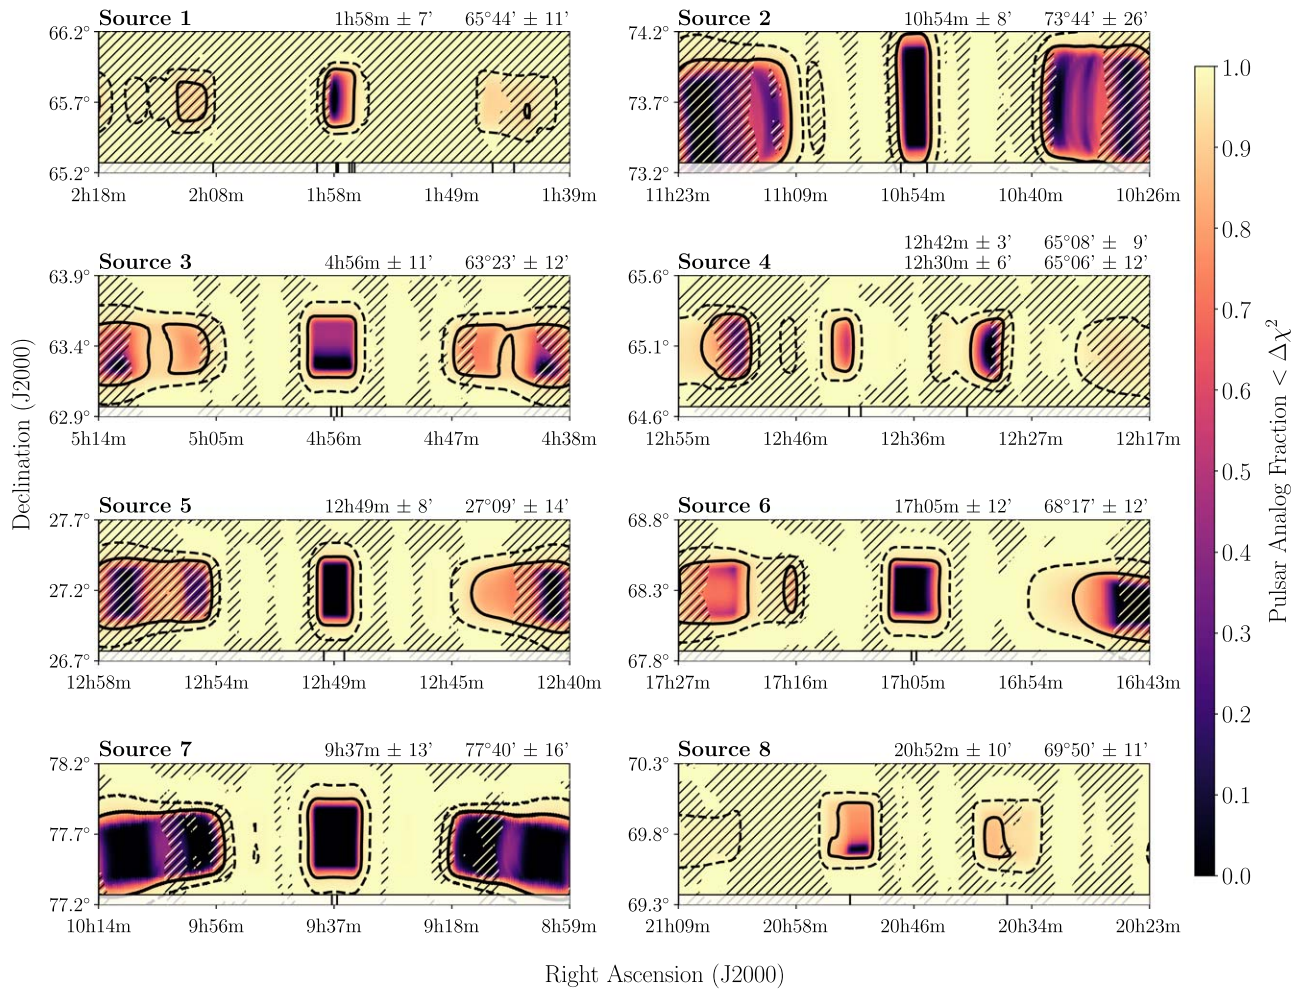 Source 1 1h58m ± 7’ 65°44’ ± 11’
66.2°
65.7°
65.2°
2h18m 2h08m 1h58m 1h49m 1h39m
Source 2 10h54m ± 8’ 73°44’ ± 26’
74.2°
73.7°
73.2°
11h23m 11h09m 10h54m 10h40m 10h26m
Source 3 4h56m ± 11’ 63°23’ ± 12’
63.9°
63.4°
62.9°
5h14m 5h05m 4h56m 4h47m 4h38m
12h42m ± 3’ 65°08’ ± 9’
Source 4 12h30m ± 6’ 65°06’ ± 12’
65.6°
65.1°
64.6°
12h55m 12h46m 12h36m 12h27m 12h17m
Source 5 12h49m ± 8’ 27°09’ ± 14’
27.7°
27.2°
26.7°
12h58m 12h54m 12h49m 12h45m 12h40m
Source 6 17h05m ± 12’ 68°17’ ± 12’
68.8°
68.3°
67.8°
17h27m 17h16m 17h05m 16h54m 16h43m
Source 7 9h37m ± 13’ 77°40’ ± 16’
78.2°
77.7°
77.2°
10h14m 9h56m 9h37m 9h18m 8h59m
Source 8 20h52m ± 10’ 69°50’ ± 11’
70.3°
69.8°
69.3°
21h09m 20h58m 20h46m 20h34m 20h23m
Declination (J2000)
Right Ascension (J2000)
1.0
0.9
0.8
0.7
0.6
0.5
0.4
0.3
0.2
0.1
0.0
Pulsar Analog Fraction < Δχ²